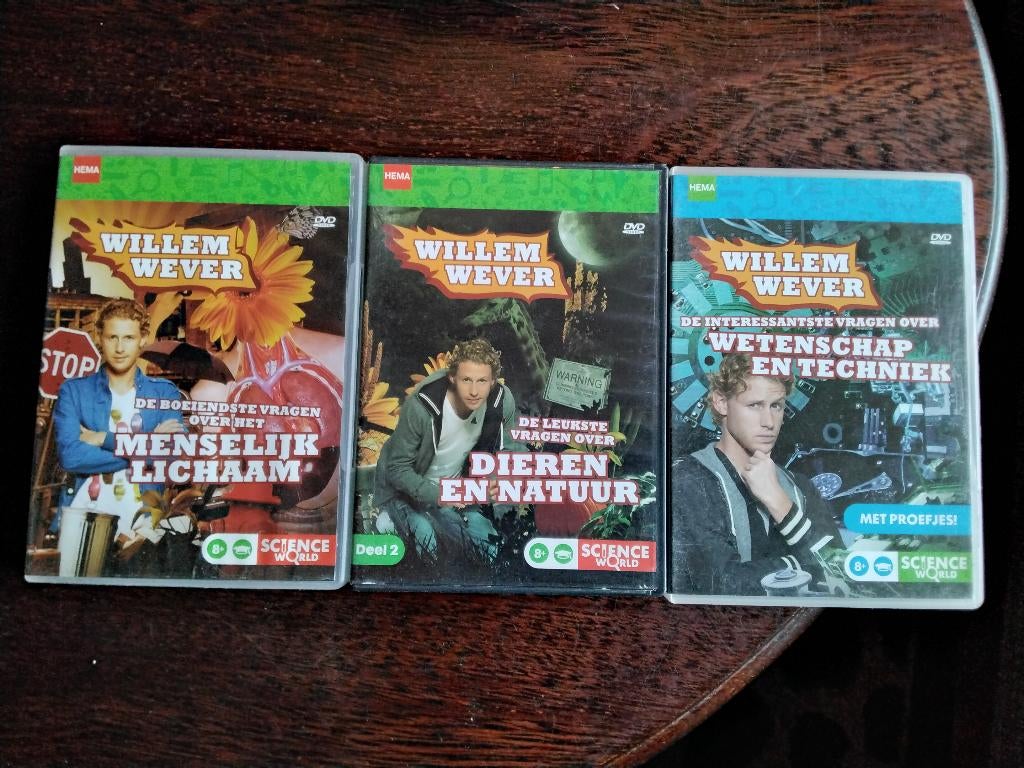 HEMA
DVD
WILLEM
WEVER
STOP!
DE BOEIENDSTE VRAGEN
OVER HET
MENSELIJK
LICHAAM
8+
SCIENCE
WORLD
HEMA
DVD
WILLEM
WEVER
WARNING
DE LEUKSTE
VRAGEN OVER
DIEREN
EN NATUUR
Deel 2
8+
SCIENCE
WORLD
HEMA
DVD
WILLEM
WEVER
DE INTERESSANTSTE VRAGEN OVER
WETENSCHAP
EN TECHNIEK
MET PROEFJES!
8+
SCIENCE
WORLD